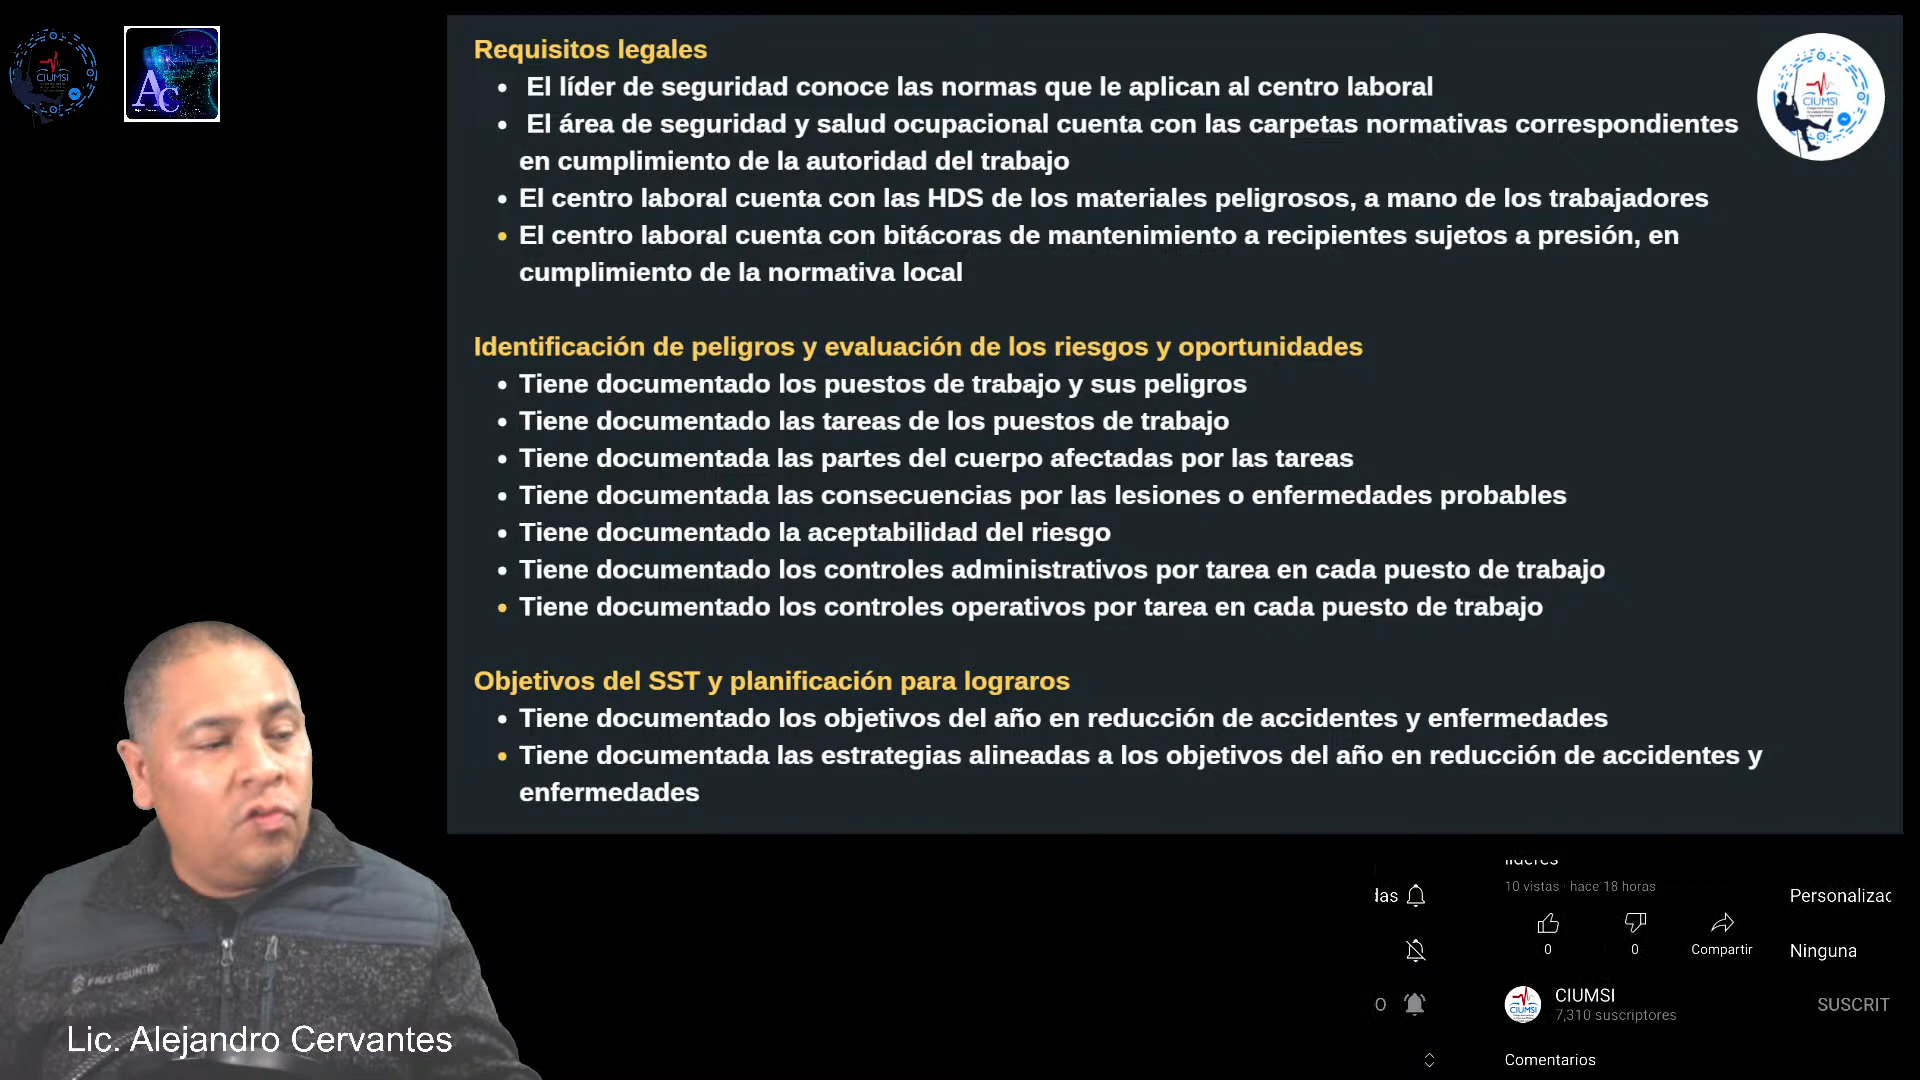 Requisitos legales
El líder de seguridad conoce las normas que le aplican al centro laboral
El área de seguridad y salud ocupacional cuenta con las carpetas normativas correspondientes
en cumplimiento de la autoridad del trabajo
El centro laboral cuenta con las HDS de los materiales peligrosos, a mano de los trabajadores
El centro laboral cuenta con bitácoras de mantenimiento a recipientes sujetos a presión, en
cumplimiento de la normativa local
Identificación de peligros y evaluación de los riesgos y oportunidades
Tiene documentado los puestos de trabajo y sus peligros
Tiene documentado las tareas de los puestos de trabajo
Tiene documentada las partes del cuerpo afectadas por las tareas
Tiene documentada las consecuencias por las lesiones o enfermedades probables
Tiene documentado la aceptabilidad del riesgo
Tiene documentado los controles administrativos por tarea en cada puesto de trabajo
Tiene documentado los controles operativos por tarea en cada puesto de trabajo
Objetivos del SST y planificación para lograros
Tiene documentado los objetivos del año en reducción de accidentes y enfermedades
Tiene documentada las estrategias alineadas a los objetivos del año en reducción de accidentes y
enfermedades
CIUMSI
AC
CIUMSI
FREE COUNTRY
Lic. Alejandro Cervantes
líderes
10 vistas · hace 18 horas
das
Personalizac
0
0
Compartir
Ninguna
CIUMSI
7,310 suscriptores
O
SUSCRIT
Comentarios